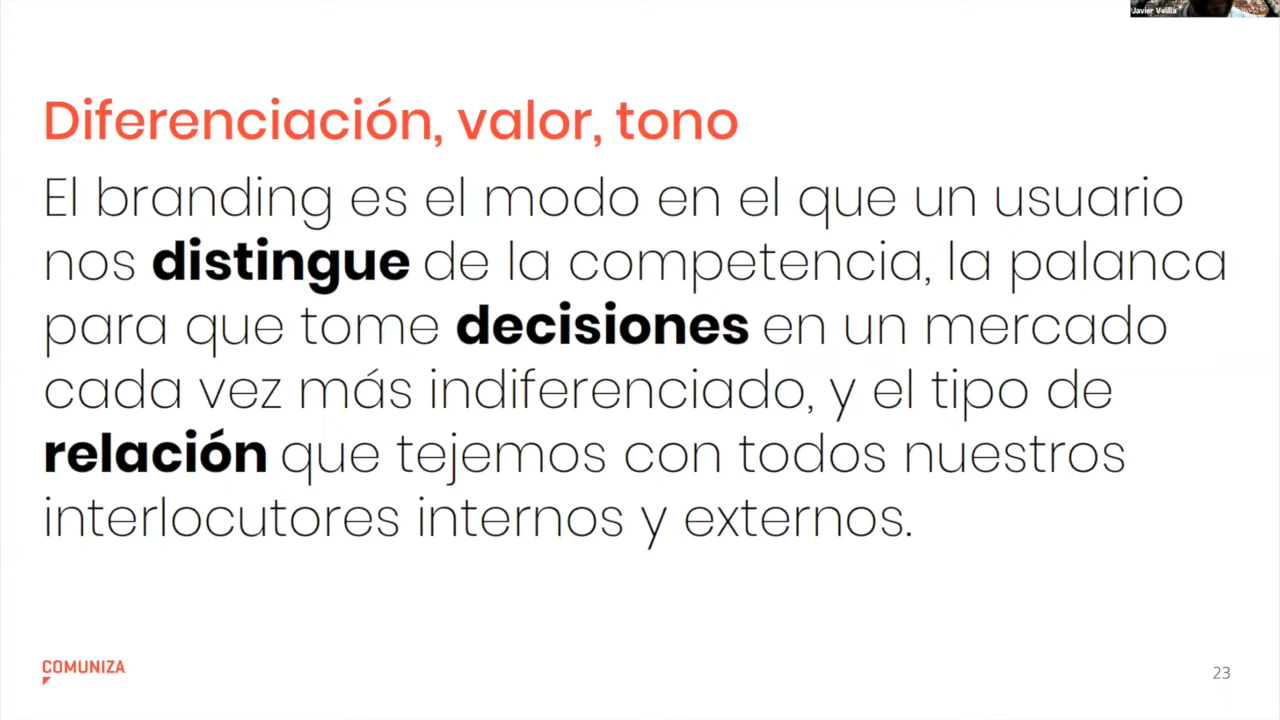 Javier Velilla
Diferenciación, valor, tono
El branding es el modo en el que un usuario
nos distingue de la competencia, la palanca
para que tome decisiones en un mercado
cada vez más indiferenciado, y el tipo de
relación que tejemos con todos nuestros
interlocutores internos y externos.
COMUNIZA
23